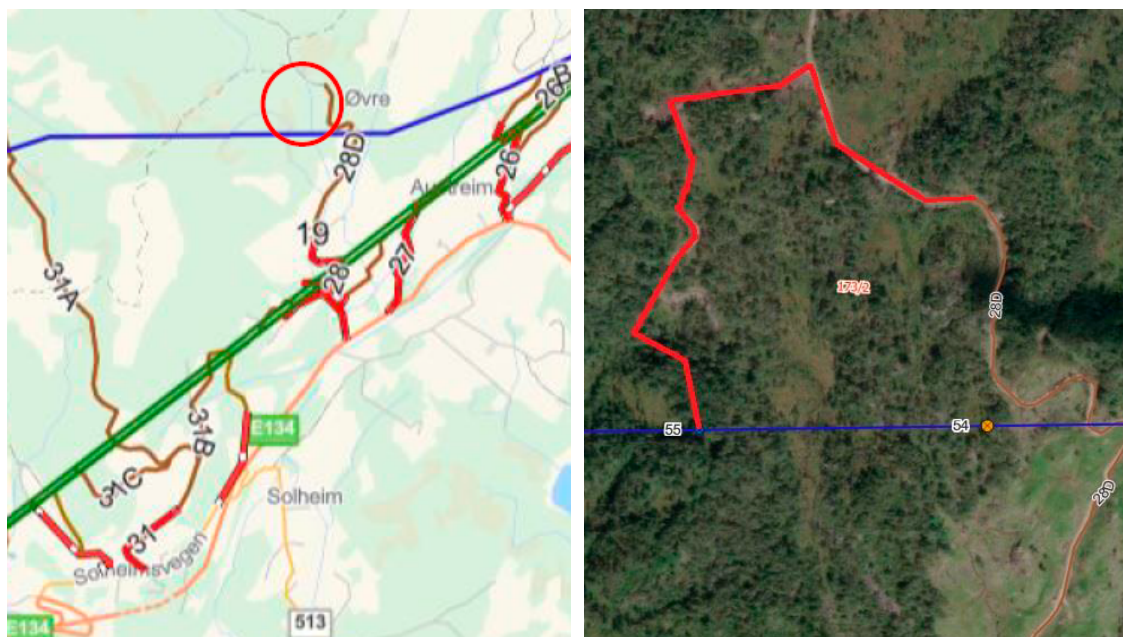 26B
Øvre
28D
26
Austreim
19
27
28
31A
31B
E134
31C
Solheim
31
Solheimsvegen
513
E134
173/2
28D
55
54
28D